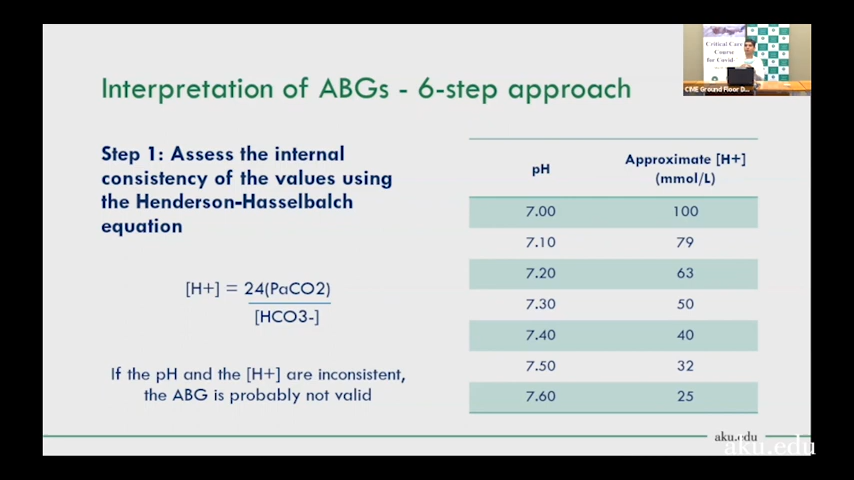 Critical Care
Course
for Covid
CIME Ground Floor D...
Interpretation of ABGs - 6-step approach
Step 1: Assess the internal
consistency of the values using
the Henderson-Hasselbalch
equation
[H+] = 24(PaCO2)
[HCO3-]
If the pH and the [H+] are inconsistent,
the ABG is probably not valid
pH Approximate [H+]
(mmol/L)
7.00 100
7.10 79
7.20 63
7.30 50
7.40 40
7.50 32
7.60 25
aku.edu
aku.edu